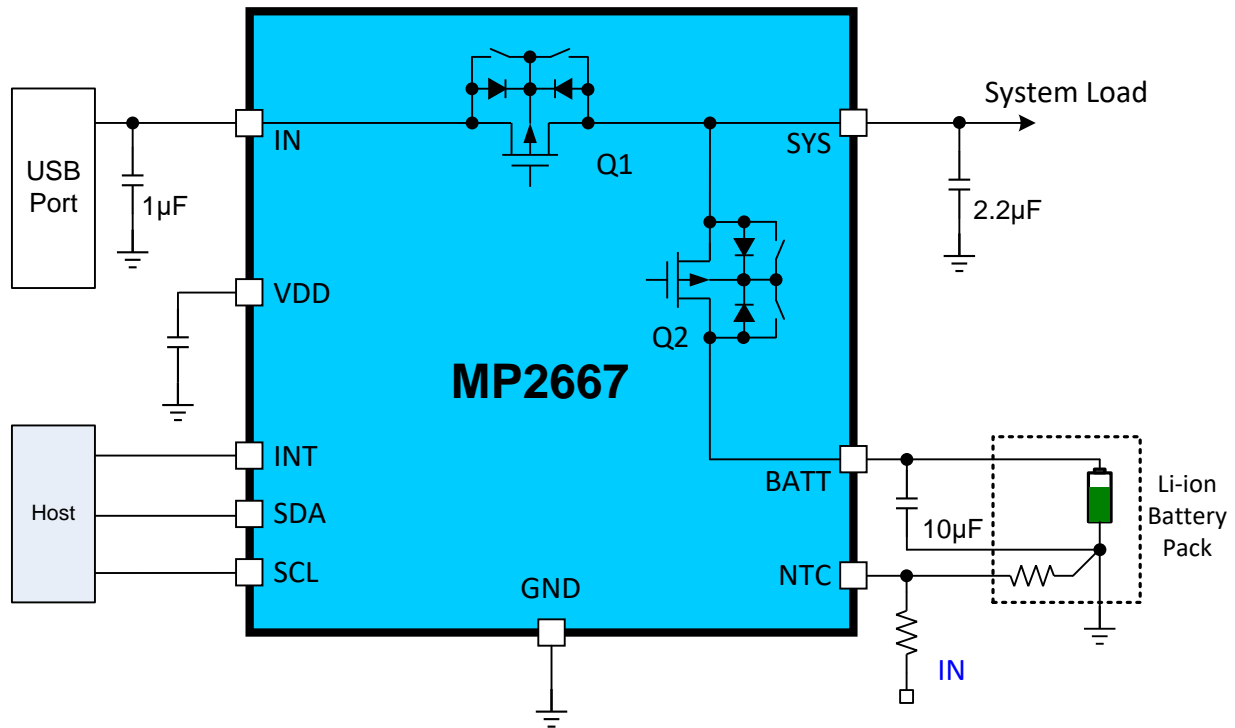 System Load
IN
SYS
USB
Port
Q1
1µF
2.2µF
VDD
Q2
MP2667
INT
BATT
Li-ion
Battery
Pack
Host
SDA
10µF
SCL
NTC
GND
IN